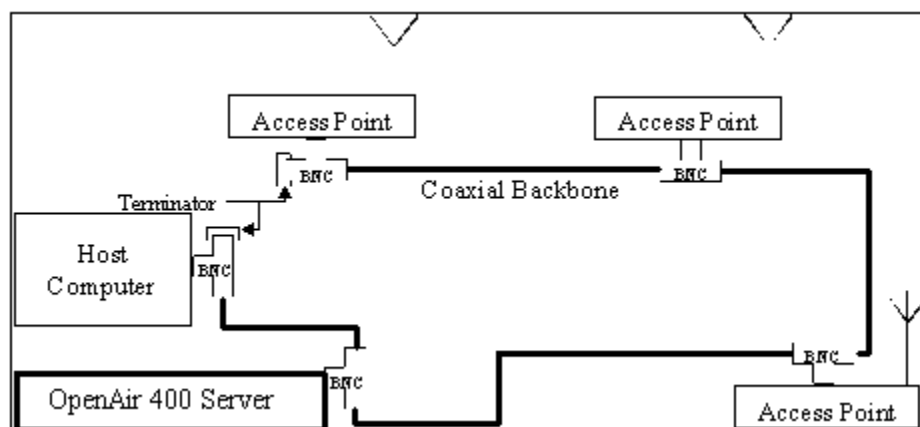 Access Point
Access Point
BNC
BNC
Coaxial Backbone
Terminator
Host
Computer
BNC
BNC
BNC
OpenAir 400 Server
Access Point